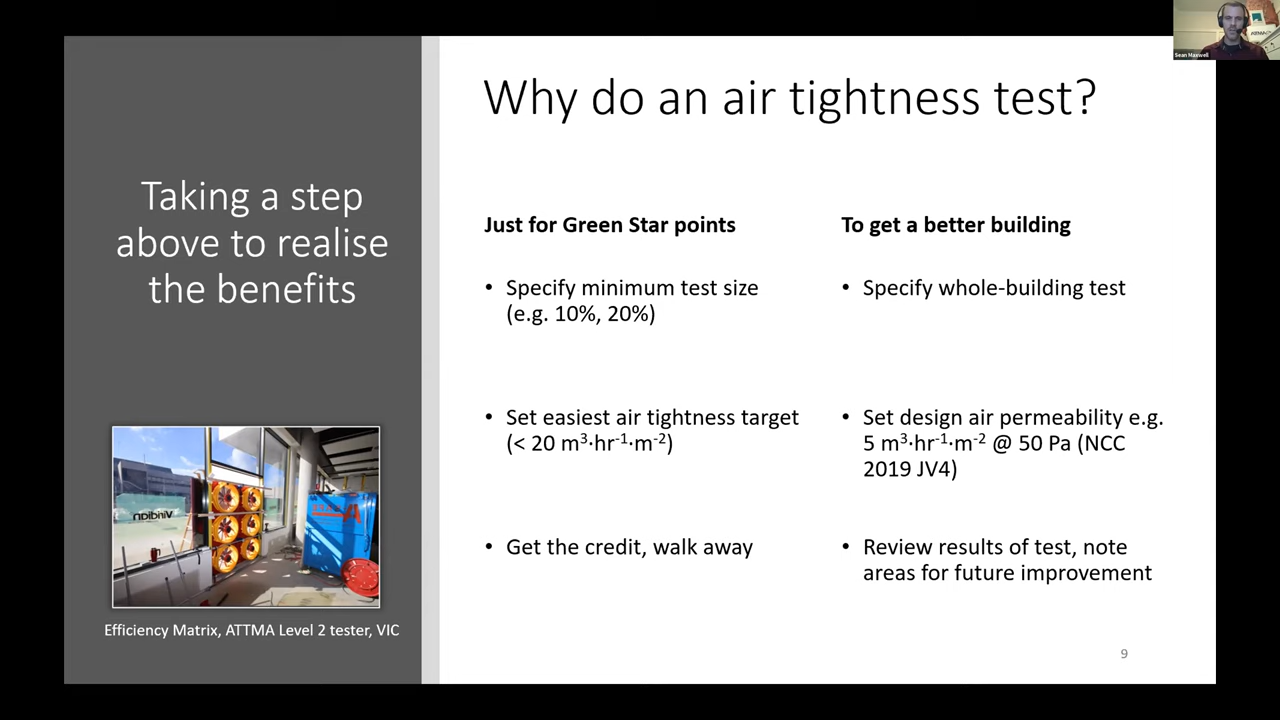 Sean Maxwell
Why do an air tightness test?
Taking a step
above to realise
the benefits
Viridian
Efficiency Matrix, ATTMA Level 2 tester, VIC
Just for Green Star points
• Specify minimum test size
(e.g. 10%, 20%)
• Set easiest air tightness target
(< 20 m³·hr⁻¹·m⁻²)
• Get the credit, walk away
To get a better building
• Specify whole-building test
• Set design air permeability e.g.
5 m³·hr⁻¹·m⁻² @ 50 Pa (NCC
2019 JV4)
• Review results of test, note
areas for future improvement
9